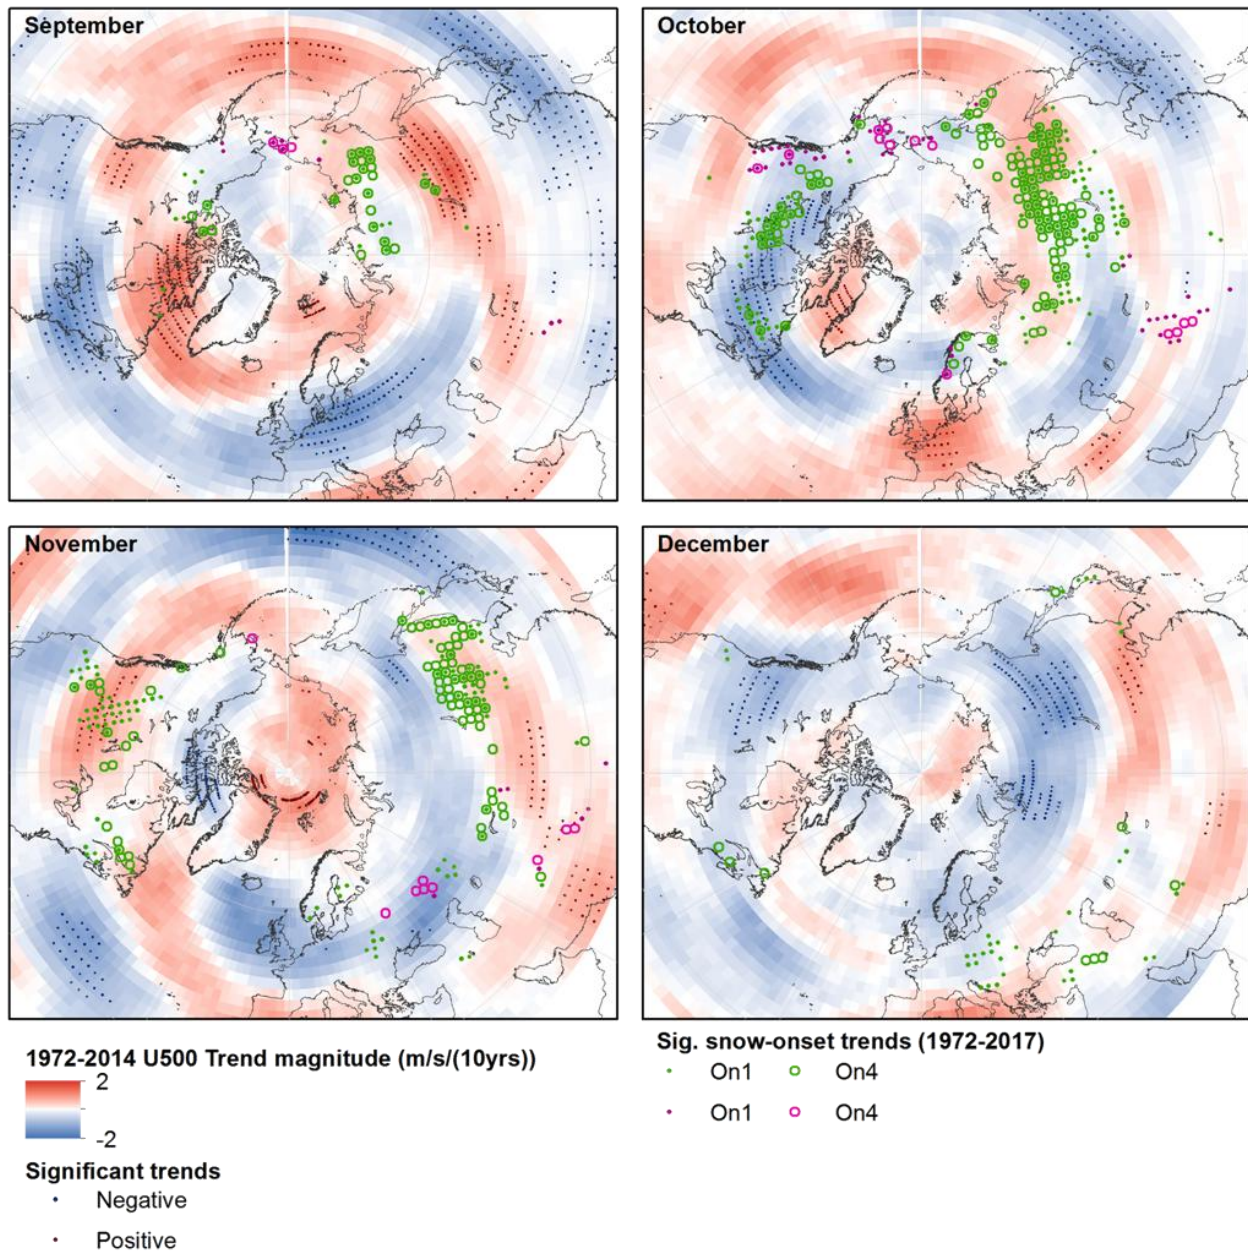 September
October
November
December
1972-2014 U500 Trend magnitude (m/s/(10yrs))
2
-2
Significant trends
Negative
Positive
Sig. snow-onset trends (1972-2017)
On1 On4
On1 On4